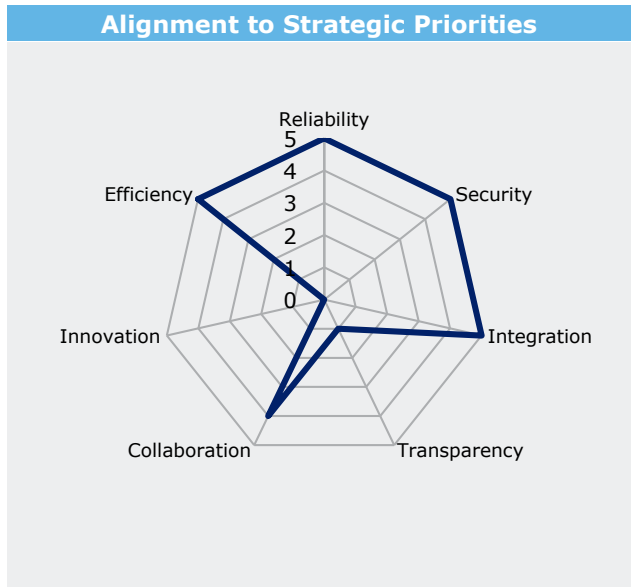 Alignment to Strategic Priorities
Reliability
5
4
Efficiency
Security
3
2
1
0
Innovation
Integration
Collaboration
Transparency